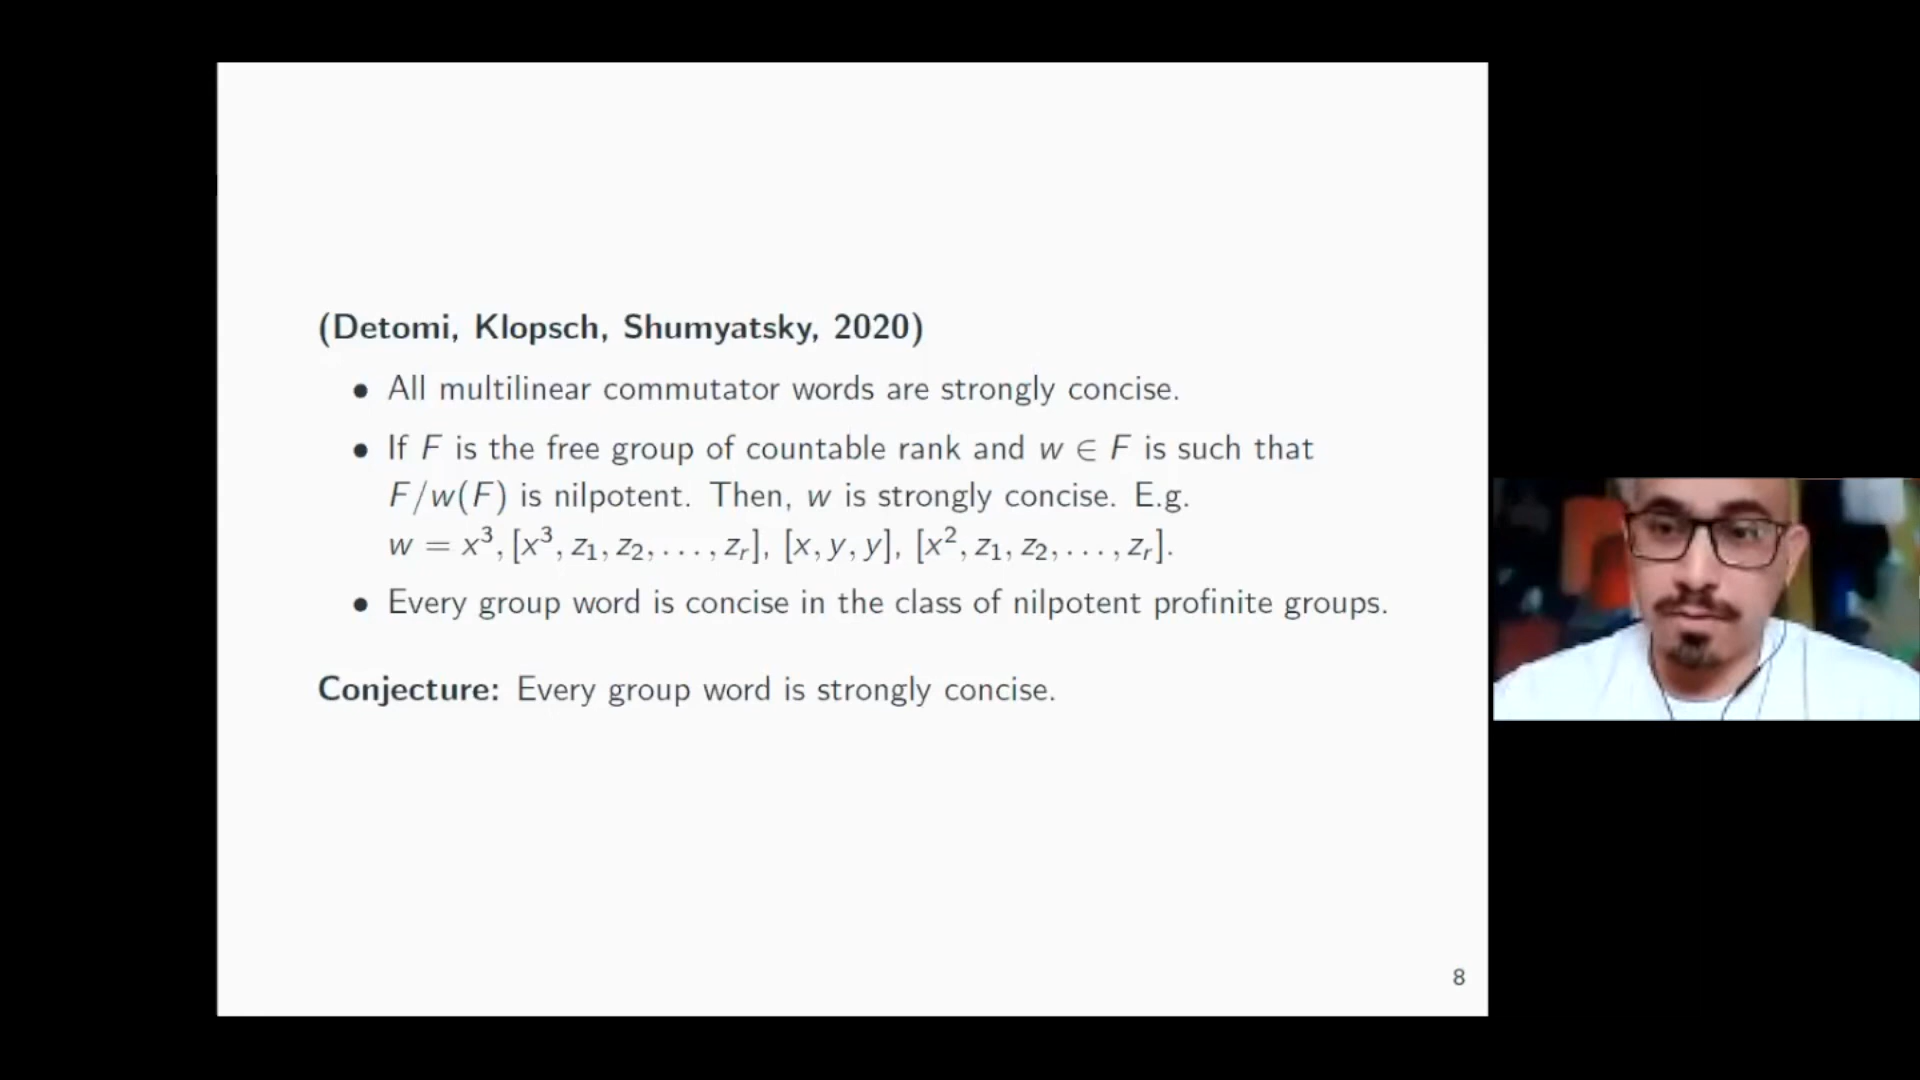 (Detomi, Klopsch, Shumyatsky, 2020)
• All multilinear commutator words are strongly concise.
• If F is the free group of countable rank and w ∈ F is such that
F/w(F) is nilpotent. Then, w is strongly concise. E.g.
w = x³, [x³, z₁, z₂, . . . , zᵣ], [x, y, y], [x², z₁, z₂, . . . , zᵣ].
• Every group word is concise in the class of nilpotent profinite groups.
Conjecture: Every group word is strongly concise.
8